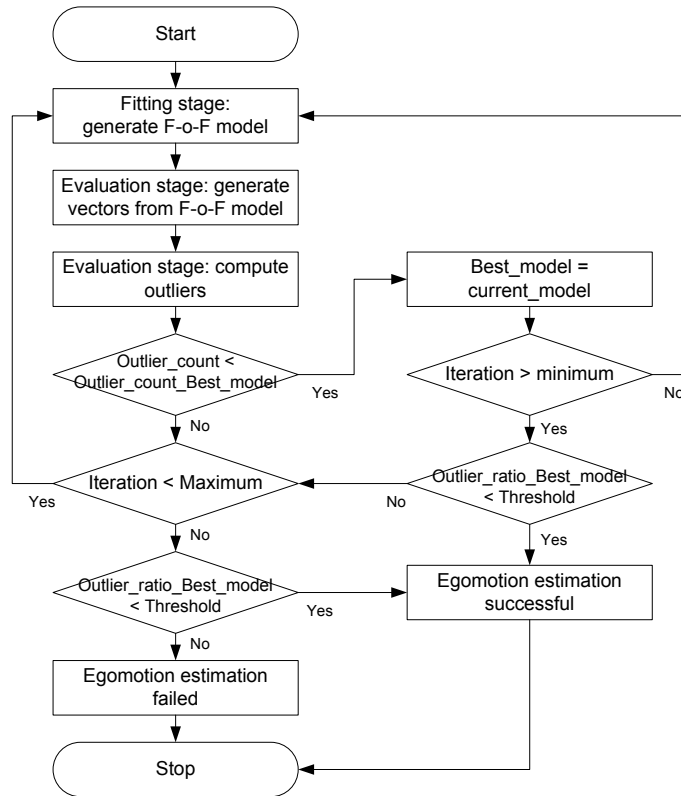 Start
Fitting stage:
generate F-o-F model
Evaluation stage: generate
vectors from F-o-F model
Evaluation stage: compute
outliers
Best_model =
current_model
Outlier_count <
Outlier_count_Best_model
Yes
No
Iteration > minimum
No
Yes
Iteration < Maximum
Yes
No
Outlier_ratio_Best_model
< Threshold
No
Yes
Outlier_ratio_Best_model
< Threshold
Yes
No
Egomotion estimation
successful
Egomotion estimation
failed
Stop